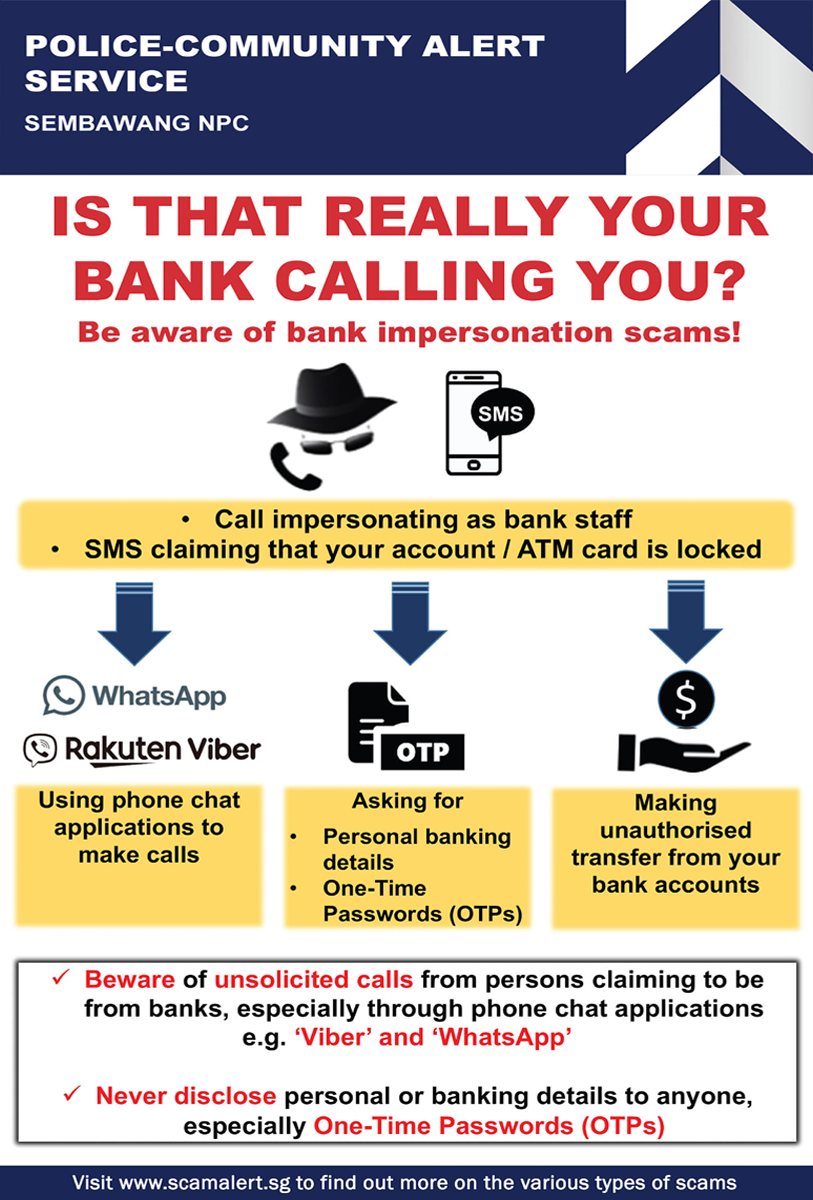 POLICE-COMMUNITY ALERT
SERVICE
SEMBAWANG NPC
IS THAT REALLY YOUR
BANK CALLING YOU?
Be aware of bank impersonation scams!
SMS
• Call impersonating as bank staff
• SMS claiming that your account / ATM card is locked
WhatsApp
Rakuten Viber
Using phone chat
applications to
make calls
OTP
Asking for
• Personal banking
details
• One-Time
Passwords (OTPs)
$
Making
unauthorised
transfer from your
bank accounts
✓ Beware of unsolicited calls from persons claiming to be
from banks, especially through phone chat applications
e.g. ‘Viber’ and ‘WhatsApp’
✓ Never disclose personal or banking details to anyone,
especially One-Time Passwords (OTPs)
Visit www.scamalert.sg to find out more on the various types of scams